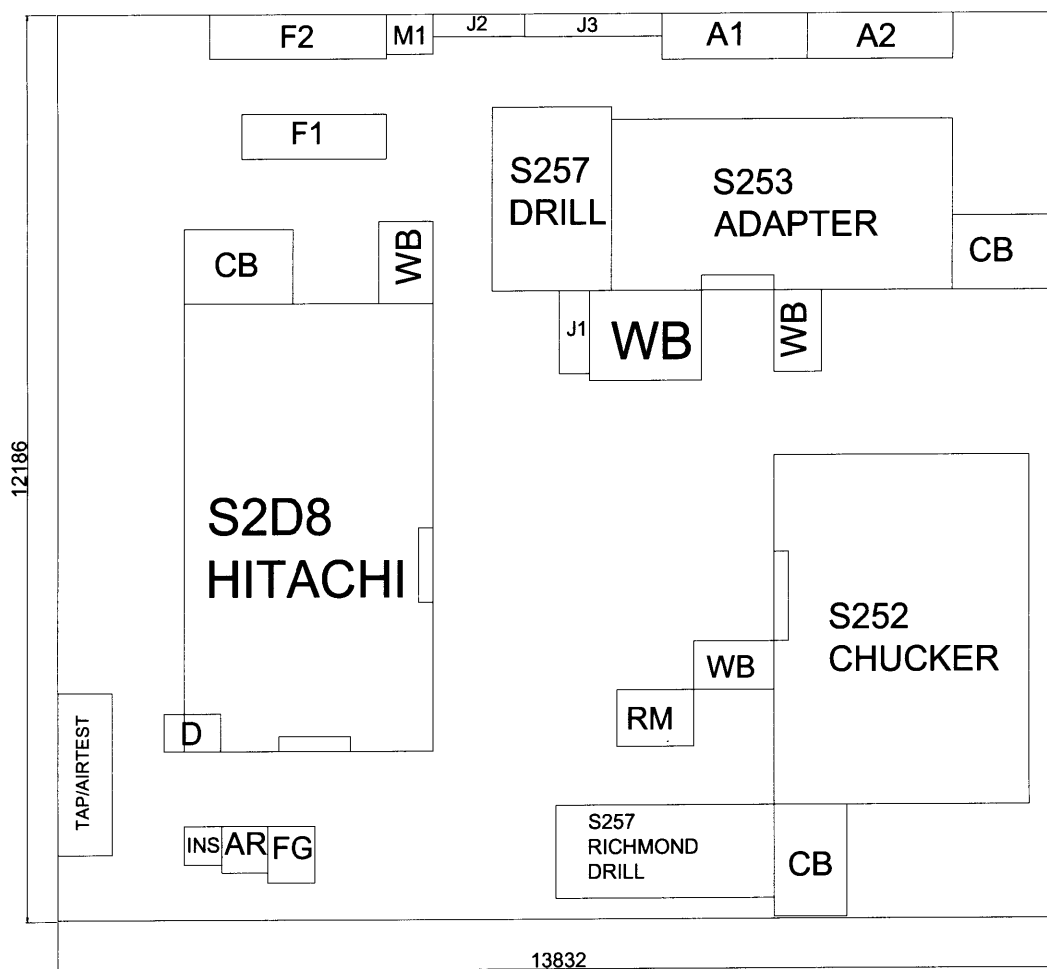 F2
M1
J2
J3
A1
A2
F1
S257
DRILL
S253
ADAPTER
CB
WB
CB
J1
WB
WB
12186
S2D8
HITACHI
S252
CHUCKER
WB
RM
D
TAP/AIRTEST
INS
AR
FG
S257
RICHMOND
DRILL
CB
13832